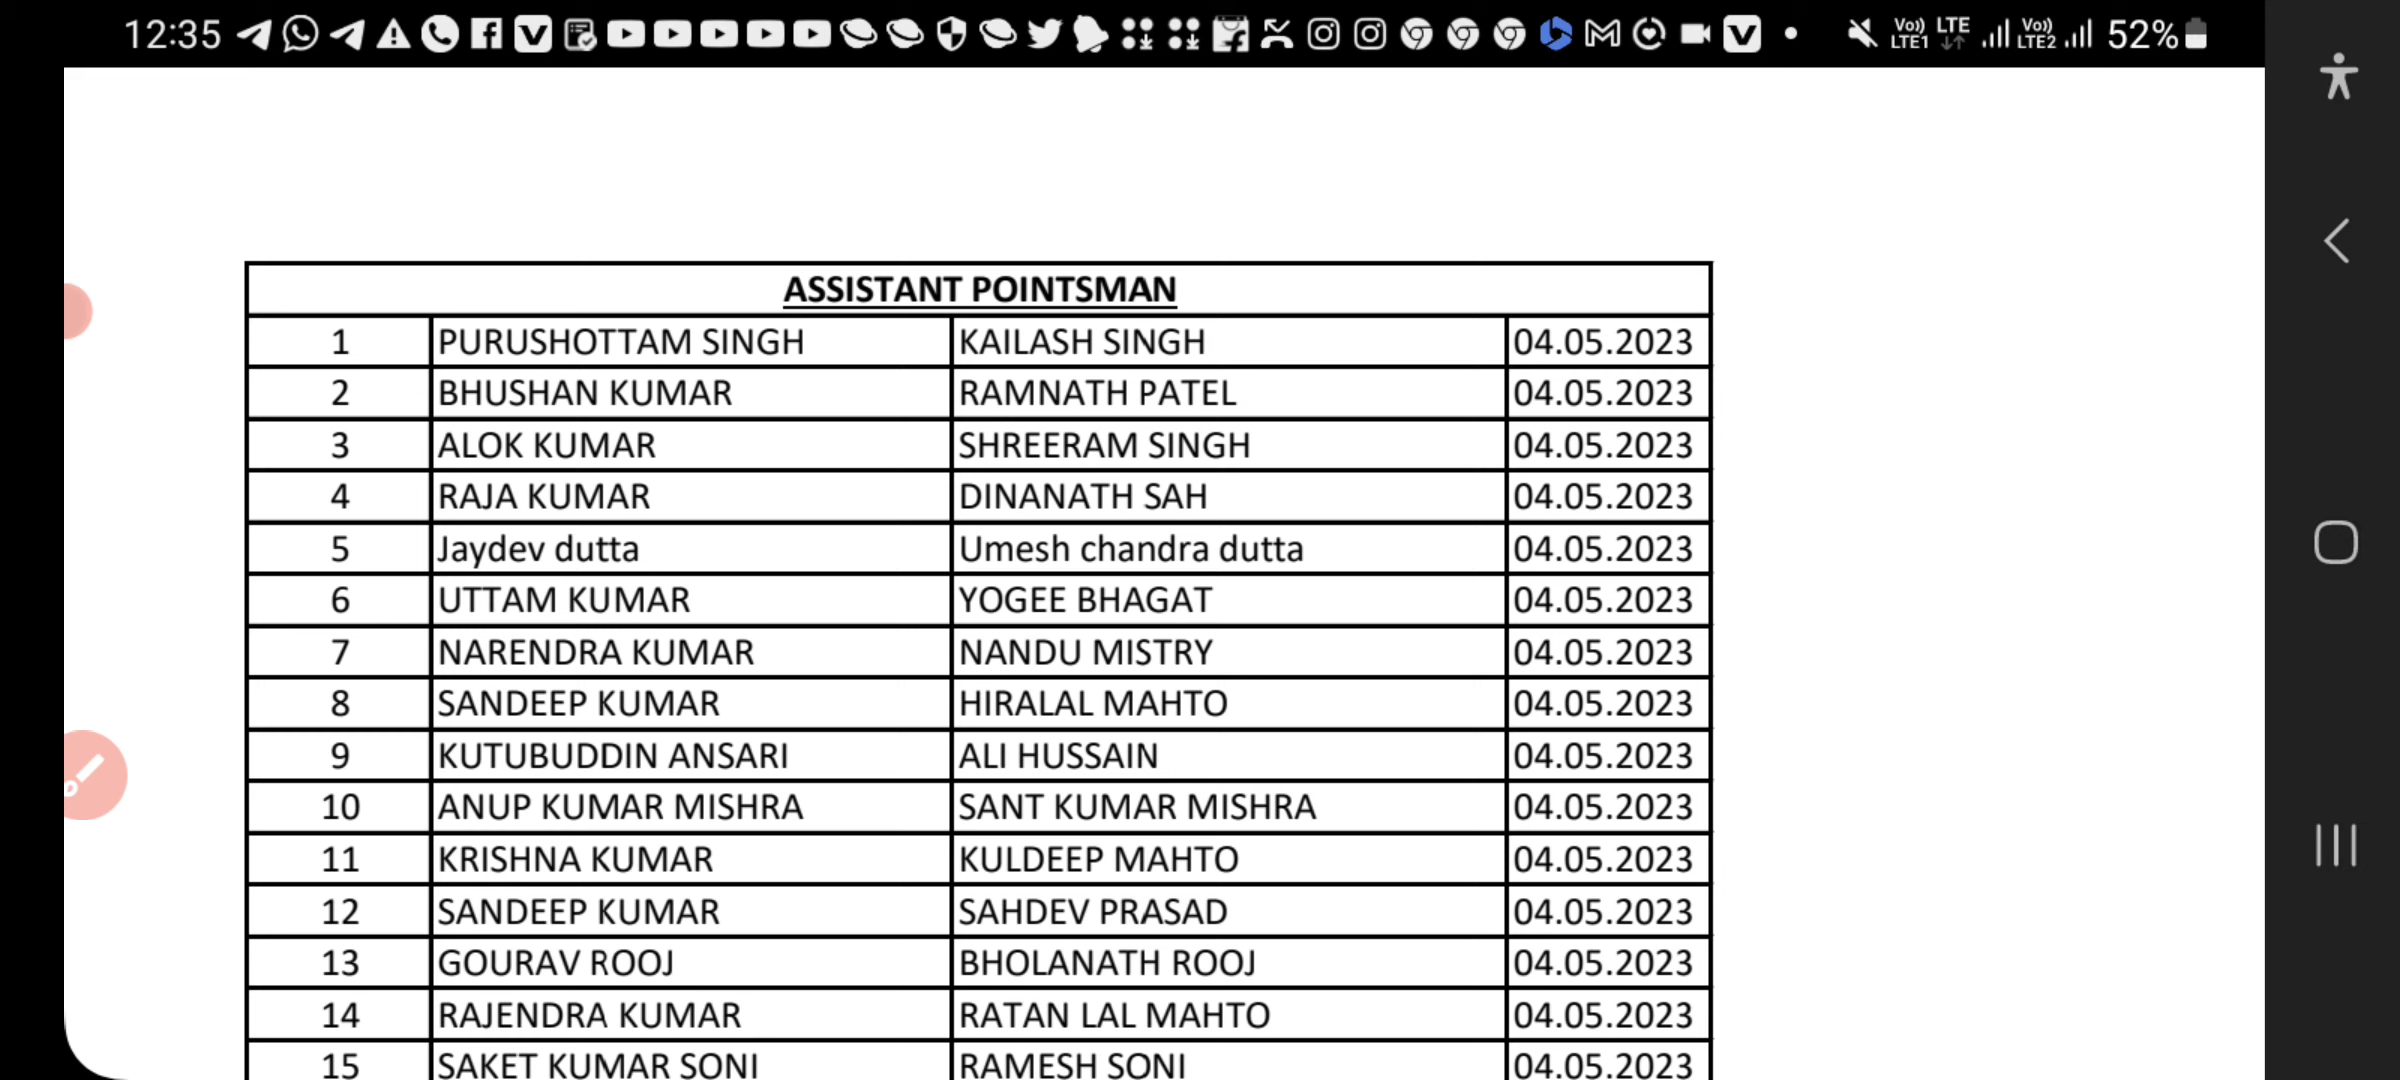 12:35 Vo)) LTE LTE1 Vo)) LTE2 52%
ASSISTANT POINTSMAN
1 PURUSHOTTAM SINGH KAILASH SINGH 04.05.2023
2 BHUSHAN KUMAR RAMNATH PATEL 04.05.2023
3 ALOK KUMAR SHREERAM SINGH 04.05.2023
4 RAJA KUMAR DINANATH SAH 04.05.2023
5 Jaydev dutta Umesh chandra dutta 04.05.2023
6 UTTAM KUMAR YOGEE BHAGAT 04.05.2023
7 NARENDRA KUMAR NANDU MISTRY 04.05.2023
8 SANDEEP KUMAR HIRALAL MAHTO 04.05.2023
9 KUTUBUDDIN ANSARI ALI HUSSAIN 04.05.2023
10 ANUP KUMAR MISHRA SANT KUMAR MISHRA 04.05.2023
11 KRISHNA KUMAR KULDEEP MAHTO 04.05.2023
12 SANDEEP KUMAR SAHDEV PRASAD 04.05.2023
13 GOURAV ROOJ BHOLANATH ROOJ 04.05.2023
14 RAJENDRA KUMAR RATAN LAL MAHTO 04.05.2023
15 SAKET KUMAR SONI RAMESH SONI 04.05.2023